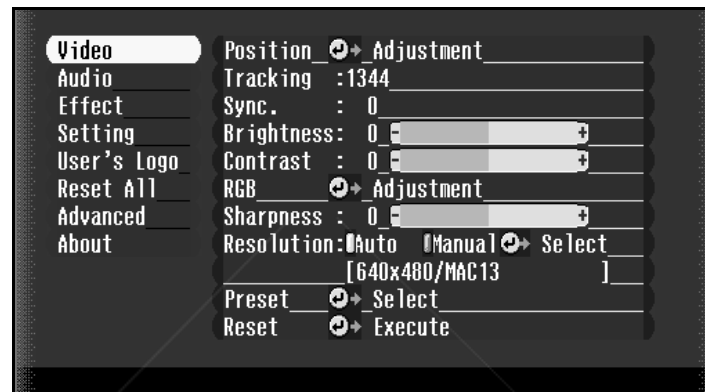 Video
Audio
Effect
Setting
User's Logo
Reset All
Advanced
About
Position Adjustment
Tracking :1344
Sync. : 0
Brightness: 0 - +
Contrast : 0 - +
RGB Adjustment
Sharpness : 0 - +
Resolution: Auto Manual Select
[640x480/MAC13 ]
Preset Select
Reset Execute